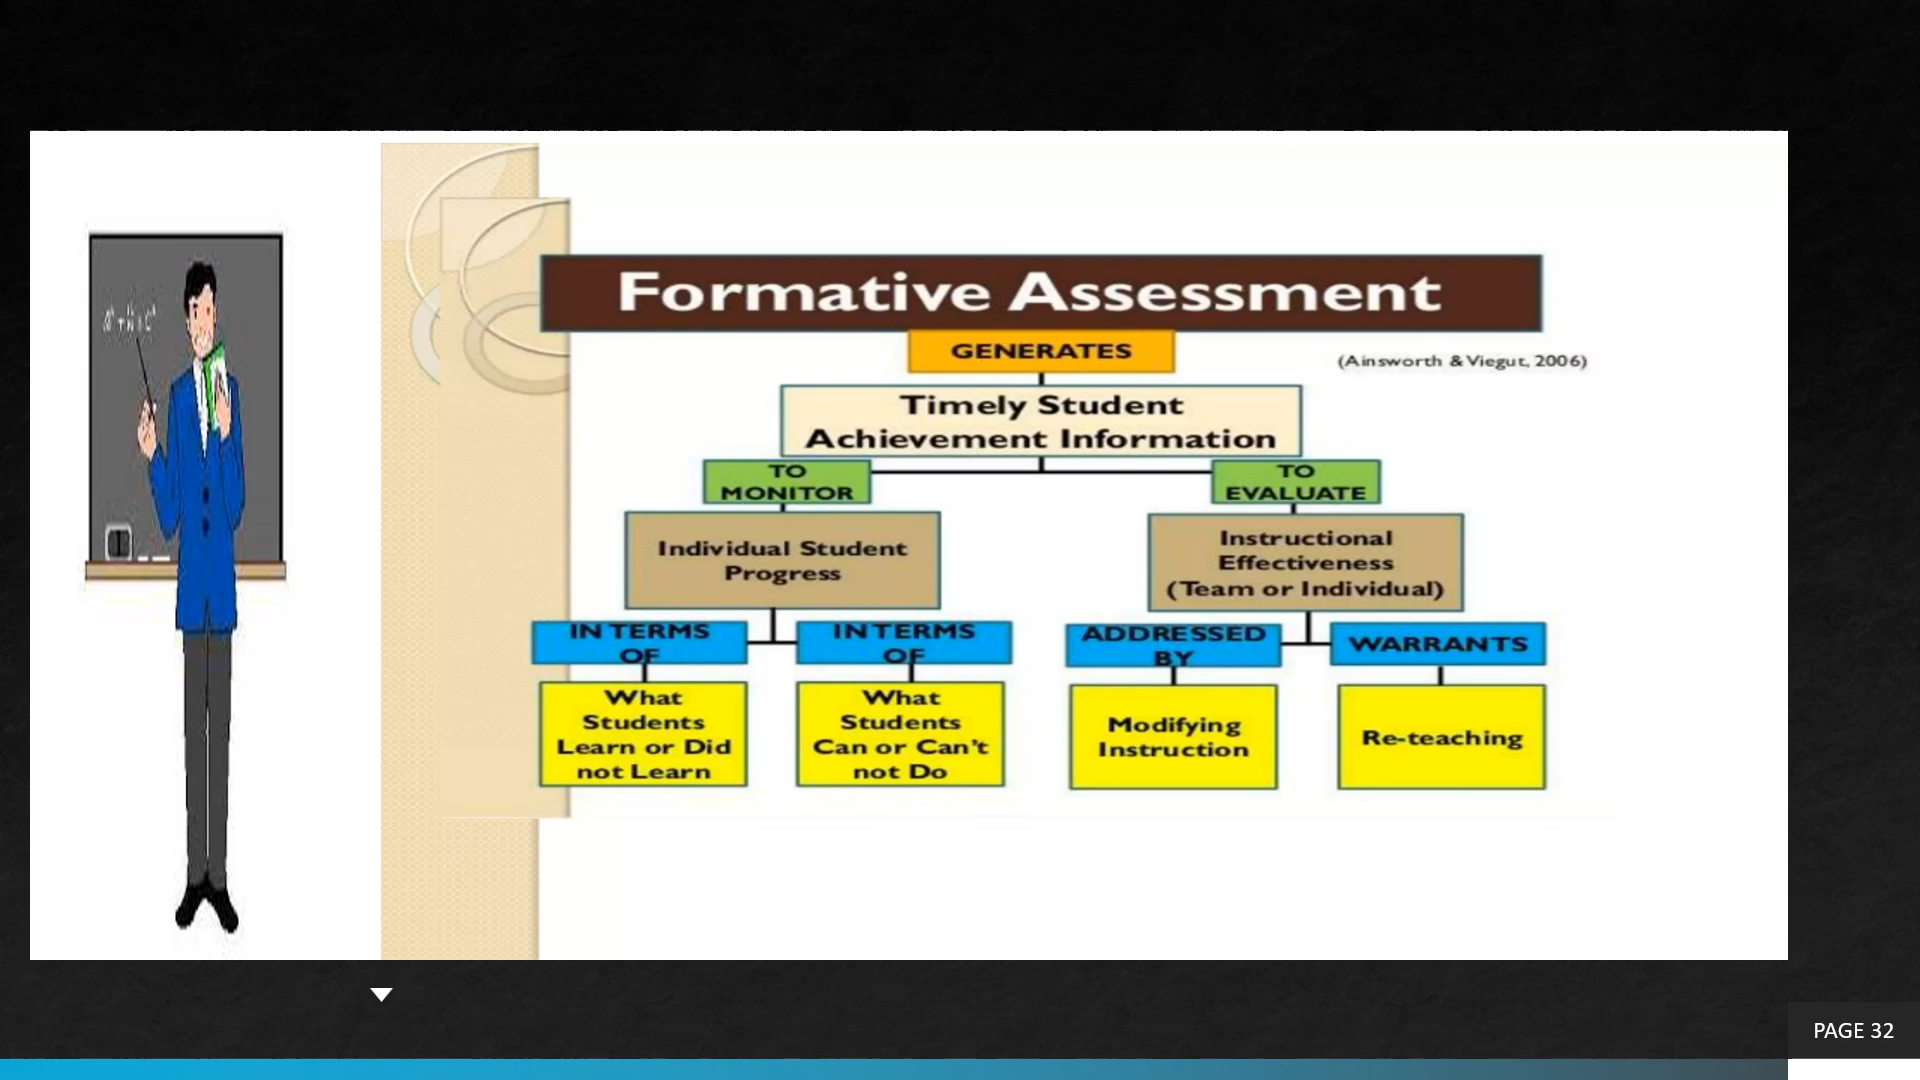 Formative Assessment
GENERATES
(Ainsworth & Viegut, 2006)
Timely Student
Achievement Information
TO
MONITOR
TO
EVALUATE
Individual Student
Progress
Instructional
Effectiveness
(Team or Individual)
IN TERMS
OF
IN TERMS
OF
ADDRESSED
BY
WARRANTS
What
Students
Learn or Did
not Learn
What
Students
Can or Can't
not Do
Modifying
Instruction
Re-teaching
PAGE 32